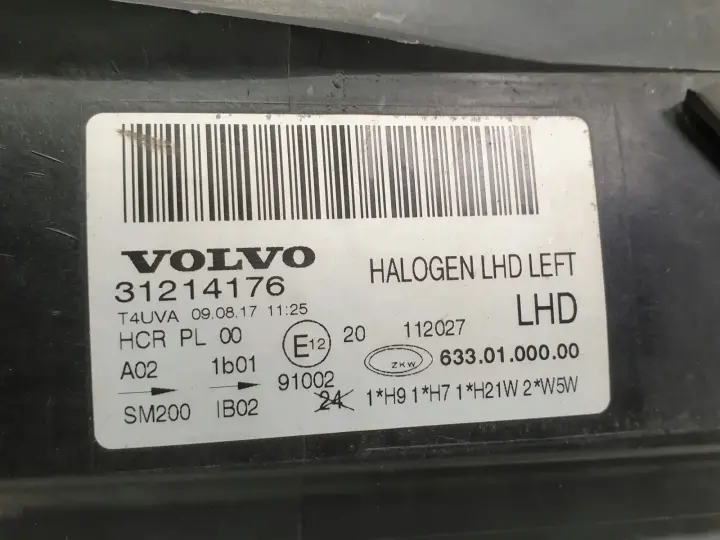 VOLVO
31214176
HALOGEN LHD LEFT
T4UVA 09.08.17 11:25
LHD
HCR PL 00
E12
20
112027
A02
1b01
91002
ZKW
633.01.000.00
SM200
IB02
24
1*H9 1*H7 1*H21W 2*W5W